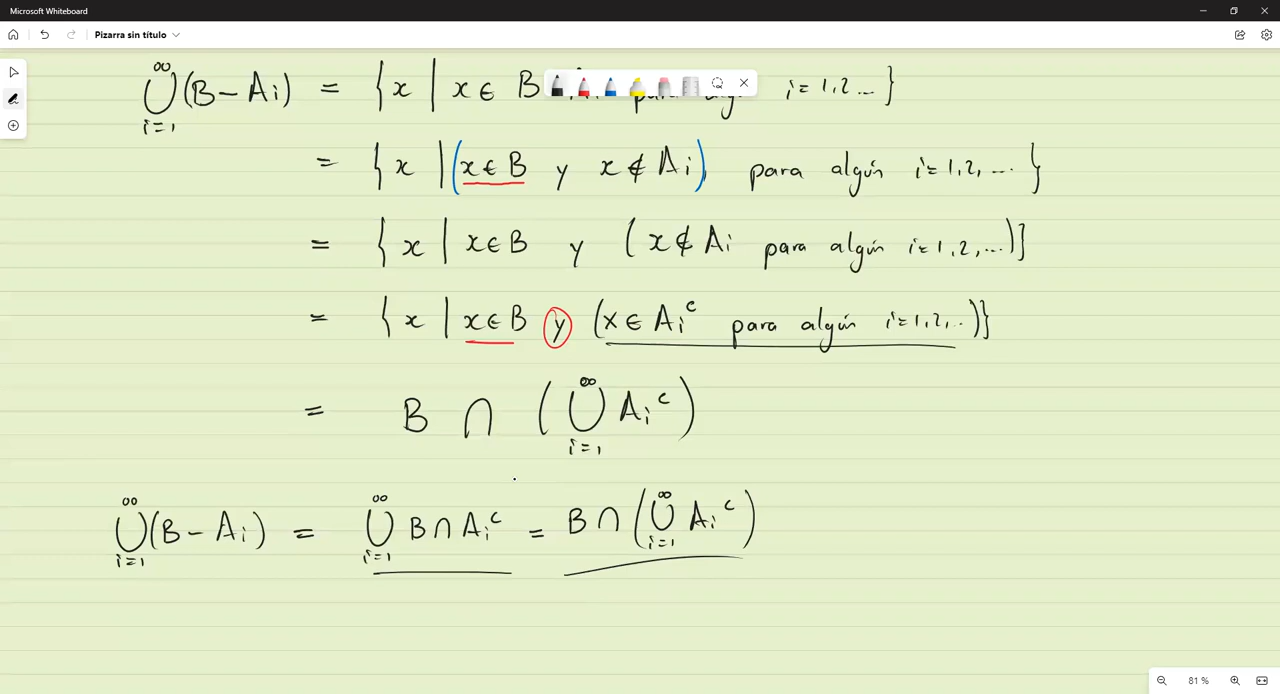 Microsoft Whiteboard
Pizarra sin título
∞⋃i=1 (B − Ai) = { x | x ∈ B para i = 1,2 ... }
= { x | (x ∈ B y x ∉ Ai) para algún i = 1,2, ... }
= { x | x ∈ B y (x ∉ Ai para algún i = 1,2, ...)}
= { x | x ∈ B y (x ∈ Ai^c para algún i = 1,2, ..)}
= B ∩ (∞⋃i=1 Ai^c)
∞⋃i=1 (B − Ai) = ∞⋃i=1 B ∩ Ai^c = B ∩ (∞⋃i=1 Ai^c)
81 %